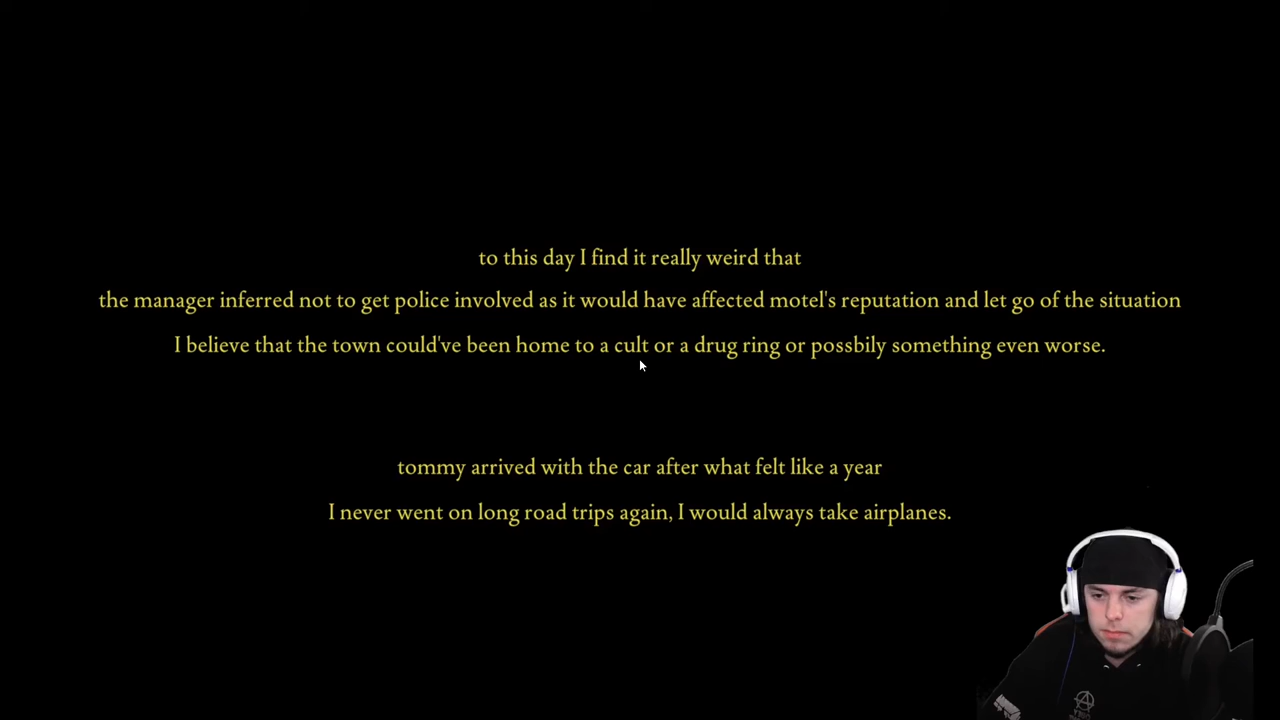 to this day I find it really weird that
the manager inferred not to get police involved as it would have affected motel's reputation and let go of the situation
I believe that the town could've been home to a cult or a drug ring or possbily something even worse.
tommy arrived with the car after what felt like a year
I never went on long road trips again, I would always take airplanes.